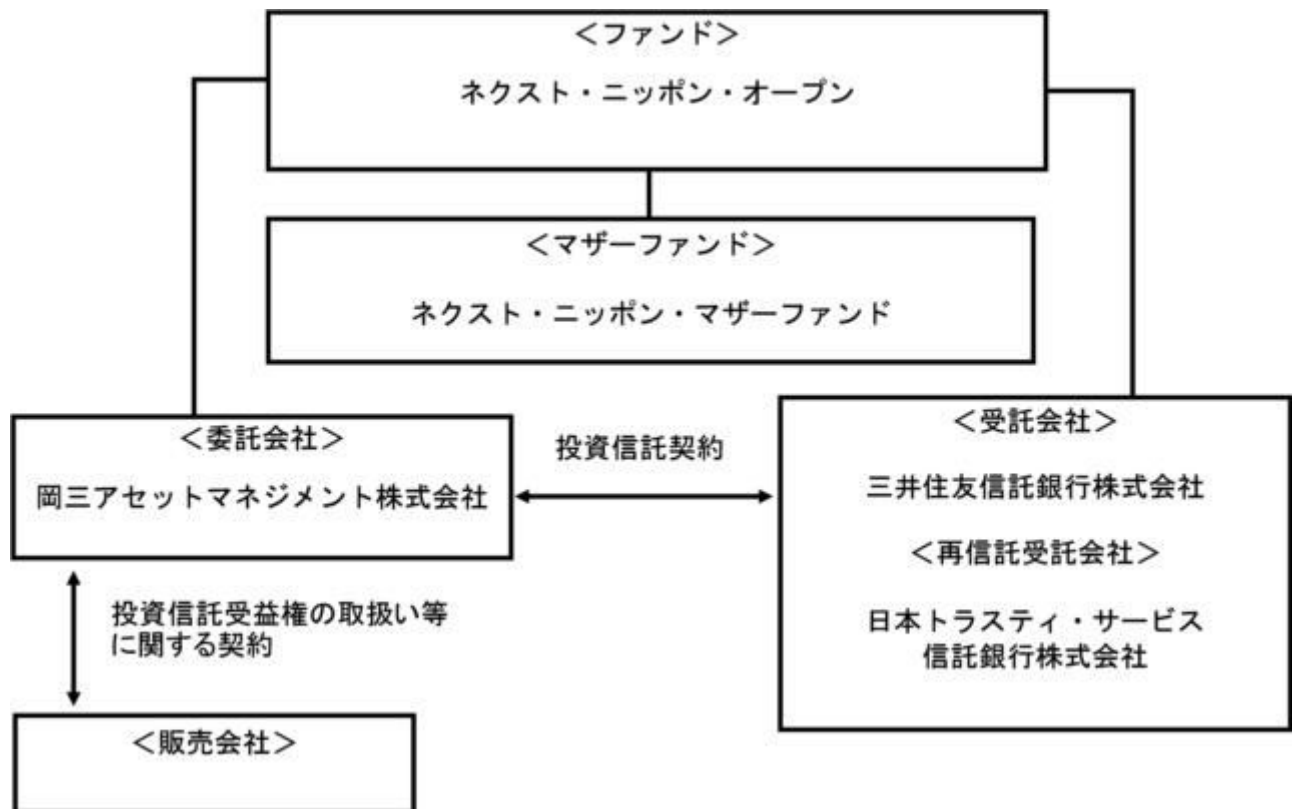 ＜ファンド＞
ネクスト・ニッポン・オープン
＜マザーファンド＞
ネクスト・ニッポン・マザーファンド
＜委託会社＞
岡三アセットマネジメント株式会社
投資信託契約
＜受託会社＞
三井住友信託銀行株式会社
＜再信託受託会社＞
日本トラスティ・サービス
信託銀行株式会社
投資信託受益権の取扱い等
に関する契約
＜販売会社＞